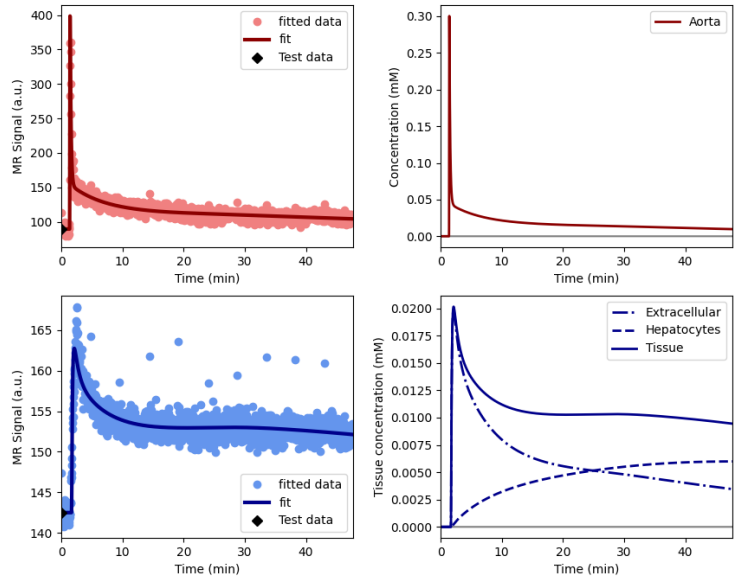 400
350
300
250
200
150
100
MR Signal (a.u.)
fitted data
fit
Test data
0
10
20
30
40
Time (min)
0.30
0.25
0.20
0.15
0.10
0.05
0.00
Concentration (mM)
Aorta
0
10
20
30
40
Time (min)
165
160
155
150
145
140
MR Signal (a.u.)
fitted data
fit
Test data
0
10
20
30
40
Time (min)
0.0200
0.0175
0.0150
0.0125
0.0100
0.0075
0.0050
0.0025
0.0000
Tissue concentration (mM)
Extracellular
Hepatocytes
Tissue
0
10
20
30
40
Time (min)